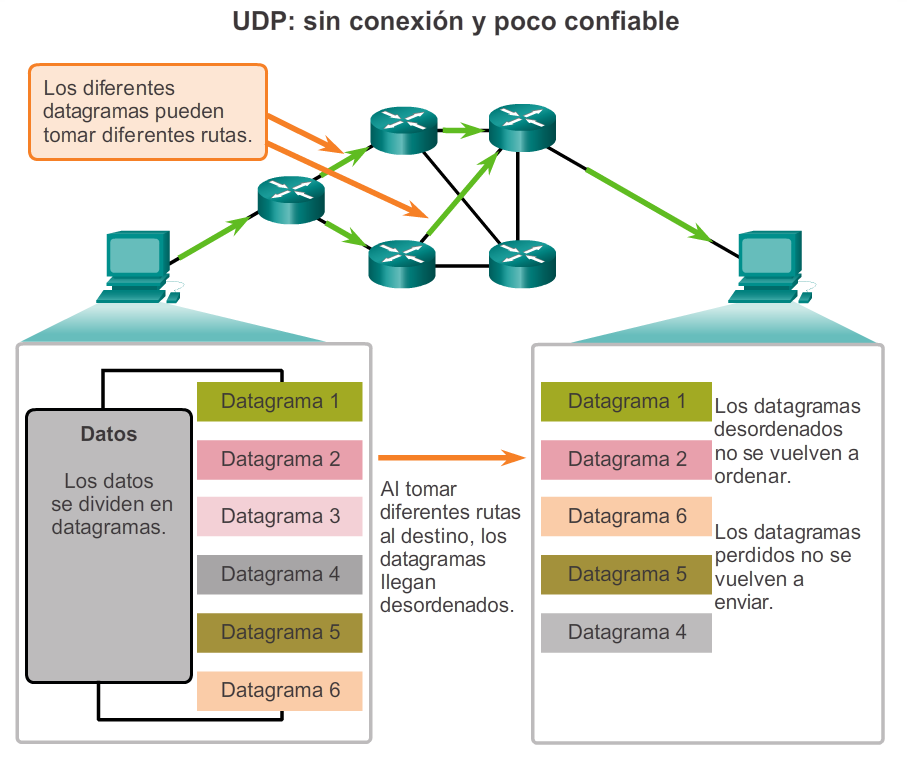 UDP: sin conexión y poco confiable
Los diferentes
datagramas pueden
tomar diferentes rutas.
Datos
Los datos
se dividen en
datagramas.
Datagrama 1
Datagrama 2
Datagrama 3
Datagrama 4
Datagrama 5
Datagrama 6
Al tomar
diferentes rutas
al destino, los
datagramas
llegan
desordenados.
Datagrama 1
Datagrama 2
Datagrama 6
Datagrama 5
Datagrama 4
Los datagramas
desordenados
no se vuelven a
ordenar.
Los datagramas
perdidos no se
vuelven a
enviar.